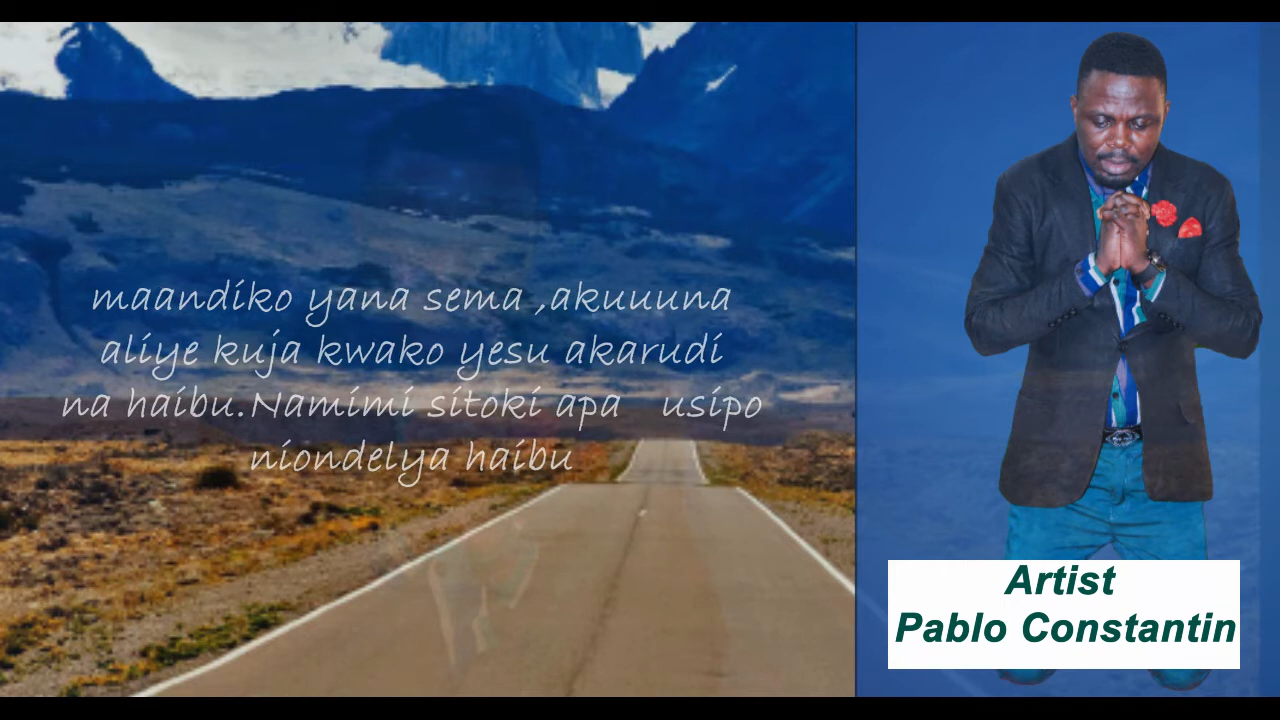 maandiko yana sema ,akuuuna
aliye kuja kwako yesu akarudi
na haibu.Namimi sitoki apa usipo
niondelya haibu
Artist
Pablo Constantin